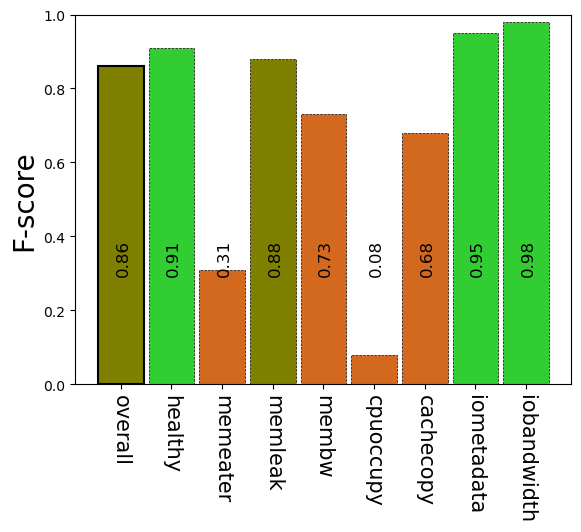 F-score
1.0
0.8
0.6
0.4
0.2
0.0
0.86
0.91
0.31
0.88
0.73
0.08
0.68
0.95
0.98
overall
healthy
memeater
memleak
membw
cpuoccupy
cachecopy
iometadata
iobandwidth